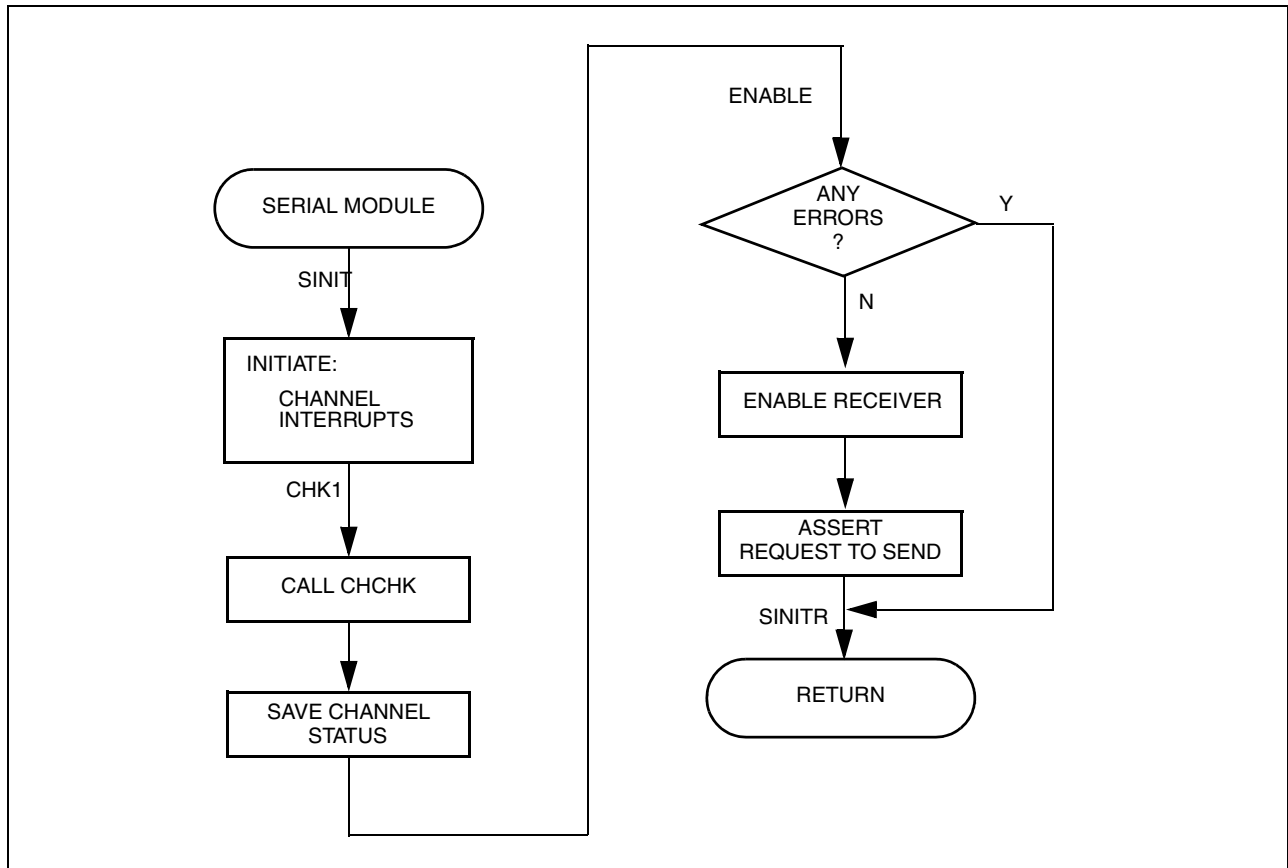 SERIAL MODULE
SINIT
INITIATE:
CHANNEL
INTERRUPTS
CHK1
CALL CHCHK
SAVE CHANNEL
STATUS
ENABLE
ANY
ERRORS
?
Y
N
ENABLE RECEIVER
ASSERT
REQUEST TO SEND
SINITR
RETURN